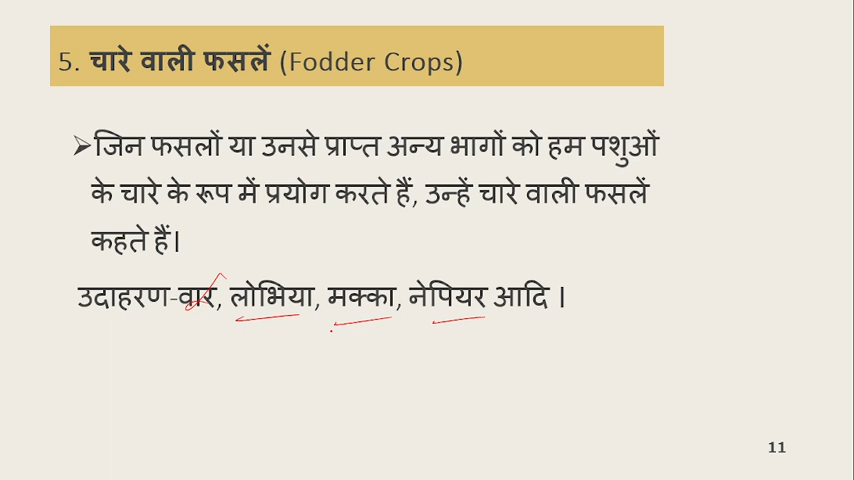 5. चारे वाली फसलें (Fodder Crops)
➢जिन फसलों या उनसे प्राप्त अन्य भागों को हम पशुओं
के चारे के रूप में प्रयोग करते हैं, उन्हें चारे वाली फसलें
कहते हैं।
उदाहरण-वार, लोभिया, मक्का, नेपियर आदि ।
11